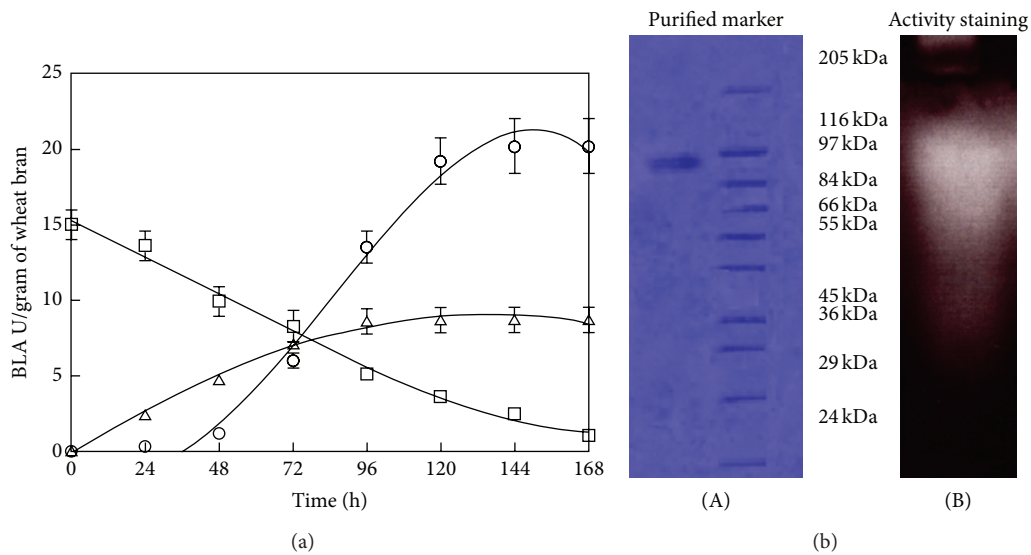 BLA U/gram of wheat bran
25
20
15
10
5
0
0 24 48 72 96 120 144 168
Time (h)
(a)
Purified marker
205 kDa
116 kDa
97 kDa
84 kDa
66 kDa
55 kDa
45 kDa
36 kDa
29 kDa
24 kDa
(A)
Activity staining
(B)
(b)